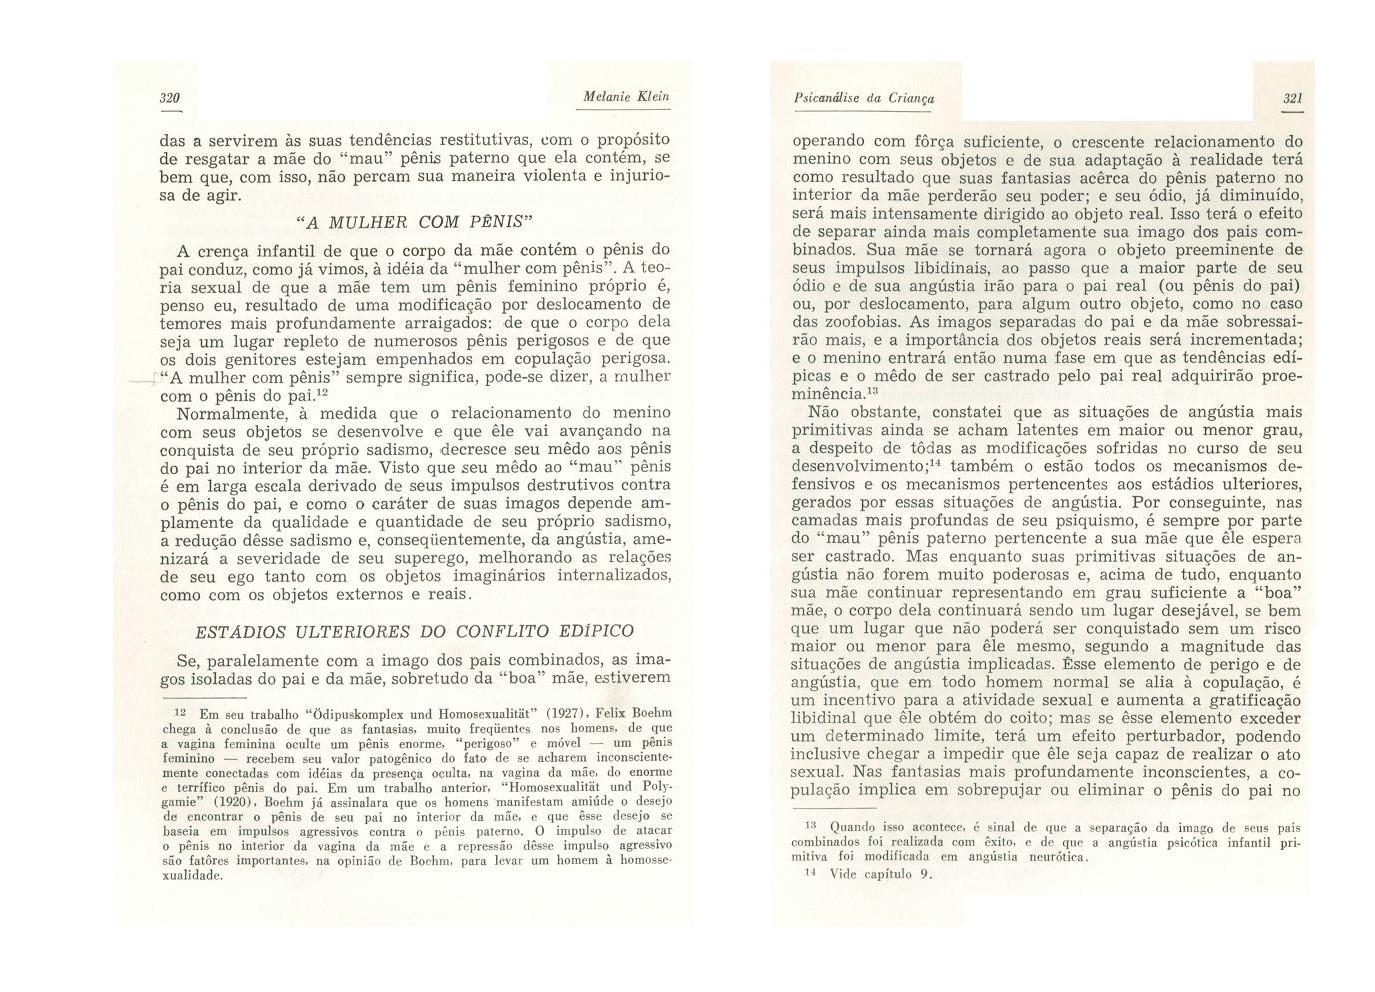 320
Melanie Klein
das a servirem às suas tendências restitutivas, com o propósito
de resgatar a mãe do “mau” pênis paterno que ela contém, se
bem que, com isso, não percam sua maneira violenta e injurio-
sa de agir.
“A MULHER COM PÊNIS”
A crença infantil de que o corpo da mãe contém o pênis do
pai conduz, como já vimos, à idéia da “mulher com pênis”. A teo-
ria sexual de que a mãe tem um pênis feminino próprio é,
penso eu, resultado de uma modificação por deslocamento de
temores mais profundamente arraigados: de que o corpo dela
seja um lugar repleto de numerosos pênis perigosos e de que
os dois genitores estejam empenhados em copulação perigosa.
“A mulher com pênis” sempre significa, pode-se dizer, a mulher
com o pênis do pai.¹²
Normalmente, à medida que o relacionamento do menino
com seus objetos se desenvolve e que êle vai avançando na
conquista de seu próprio sadismo, decresce seu mêdo aos pênis
do pai no interior da mãe. Visto que seu mêdo ao “mau” pênis
é em larga escala derivado de seus impulsos destrutivos contra
o pênis do pai, e como o caráter de suas imagos depende am-
plamente da qualidade e quantidade de seu próprio sadismo,
a redução dêsse sadismo e, conseqüentemente, da angústia, ame-
nizará a severidade de seu superego, melhorando as relações
de seu ego tanto com os objetos imaginários internalizados,
como com os objetos externos e reais.
ESTÁDIOS ULTERIORES DO CONFLITO EDÍPICO
Se, paralelamente com a imago dos pais combinados, as ima-
gos isoladas do pai e da mãe, sobretudo da “boa” mãe, estiverem
12 Em seu trabalho “Ödipuskomplex und Homosexualität” (1927), Felix Boehm
chega à conclusão de que as fantasias, muito freqüentes nos homens, de que
a vagina feminina oculte um pênis enorme, “perigoso” e móvel — um pênis
feminino — recebem seu valor patogênico do fato de se acharem inconsciente-
mente conectadas com idéias da presença oculta, na vagina da mãe, do enorme
e terrífico pênis do pai. Em um trabalho anterior, “Homosexualität und Poly-
gamie” (1920), Boehm já assinalara que os homens manifestam amiúde o desejo
de encontrar o pênis de seu pai no interior da mãe, e que êsse desejo se
baseia em impulsos agressivos contra o pênis paterno. O impulso de atacar
o pênis no interior da vagina da mãe e a repressão dêsse impulso agressivo
são fatôres importantes, na opinião de Boehm, para levar um homem à homosse-
xualidade.
Psicanálise da Criança
321
operando com fôrça suficiente, o crescente relacionamento do
menino com seus objetos e de sua adaptação à realidade terá
como resultado que suas fantasias acêrca do pênis paterno no
interior da mãe perderão seu poder; e seu ódio, já diminuído,
será mais intensamente dirigido ao objeto real. Isso terá o efeito
de separar ainda mais completamente sua imago dos pais com-
binados. Sua mãe se tornará agora o objeto preeminente de
seus impulsos libidinais, ao passo que a maior parte de seu
ódio e de sua angústia irão para o pai real (ou pênis do pai)
ou, por deslocamento, para algum outro objeto, como no caso
das zoofobias. As imagos separadas do pai e da mãe sobressai-
rão mais, e a importância dos objetos reais será incrementada;
e o menino entrará então numa fase em que as tendências edí-
picas e o mêdo de ser castrado pelo pai real adquirirão proe-
minência.¹³
Não obstante, constatei que as situações de angústia mais
primitivas ainda se acham latentes em maior ou menor grau,
a despeito de tôdas as modificações sofridas no curso de seu
desenvolvimento;¹⁴ também o estão todos os mecanismos de-
fensivos e os mecanismos pertencentes aos estádios ulteriores,
gerados por essas situações de angústia. Por conseguinte, nas
camadas mais profundas de seu psiquismo, é sempre por parte
do “mau” pênis paterno pertencente a sua mãe que êle espera
ser castrado. Mas enquanto suas primitivas situações de an-
gústia não forem muito poderosas e, acima de tudo, enquanto
sua mãe continuar representando em grau suficiente a “boa”
mãe, o corpo dela continuará sendo um lugar desejável, se bem
que um lugar que não poderá ser conquistado sem um risco
maior ou menor para êle mesmo, segundo a magnitude das
situações de angústia implicadas. Êsse elemento de perigo e de
angústia, que em todo homem normal se alia à copulação, é
um incentivo para a atividade sexual e aumenta a gratificação
libidinal que êle obtém do coito; mas se êsse elemento exceder
um determinado limite, terá um efeito perturbador, podendo
inclusive chegar a impedir que êle seja capaz de realizar o ato
sexual. Nas fantasias mais profundamente inconscientes, a co-
pulação implica em sobrepujar ou eliminar o pênis do pai no
13 Quando isso acontece, é sinal de que a separação da imago de seus pais
combinados foi realizada com êxito, e de que a angústia psicótica infantil pri-
mitiva foi modificada em angústia neurótica.
14 Vide capítulo 9.